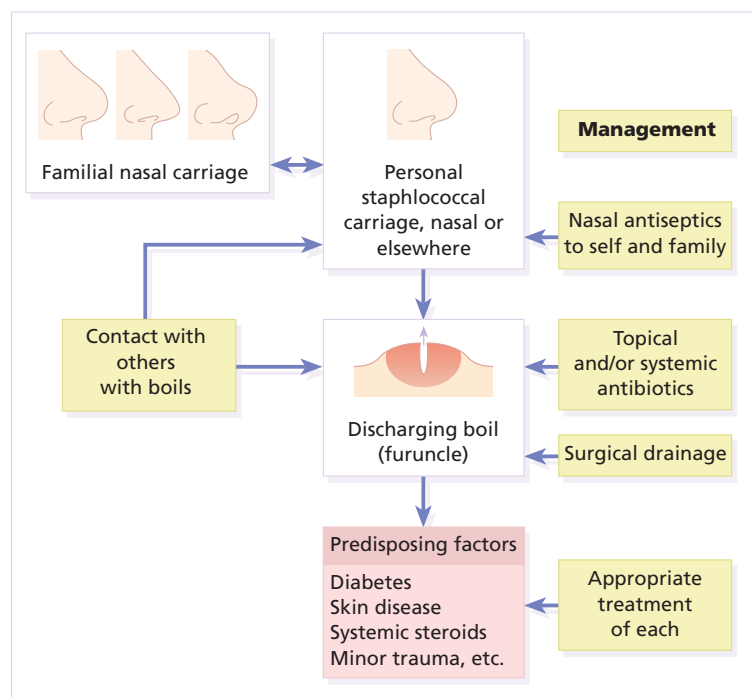 Familial nasal carriage
Personal
staphlococcal
carriage, nasal or
elsewhere
Management
Nasal antiseptics
to self and family
Contact with
others
with boils
Discharging boil
(furuncle)
Topical
and/or systemic
antibiotics
Surgical drainage
Predisposing factors
Diabetes
Skin disease
Systemic steroids
Minor trauma, etc.
Appropriate
treatment
of each